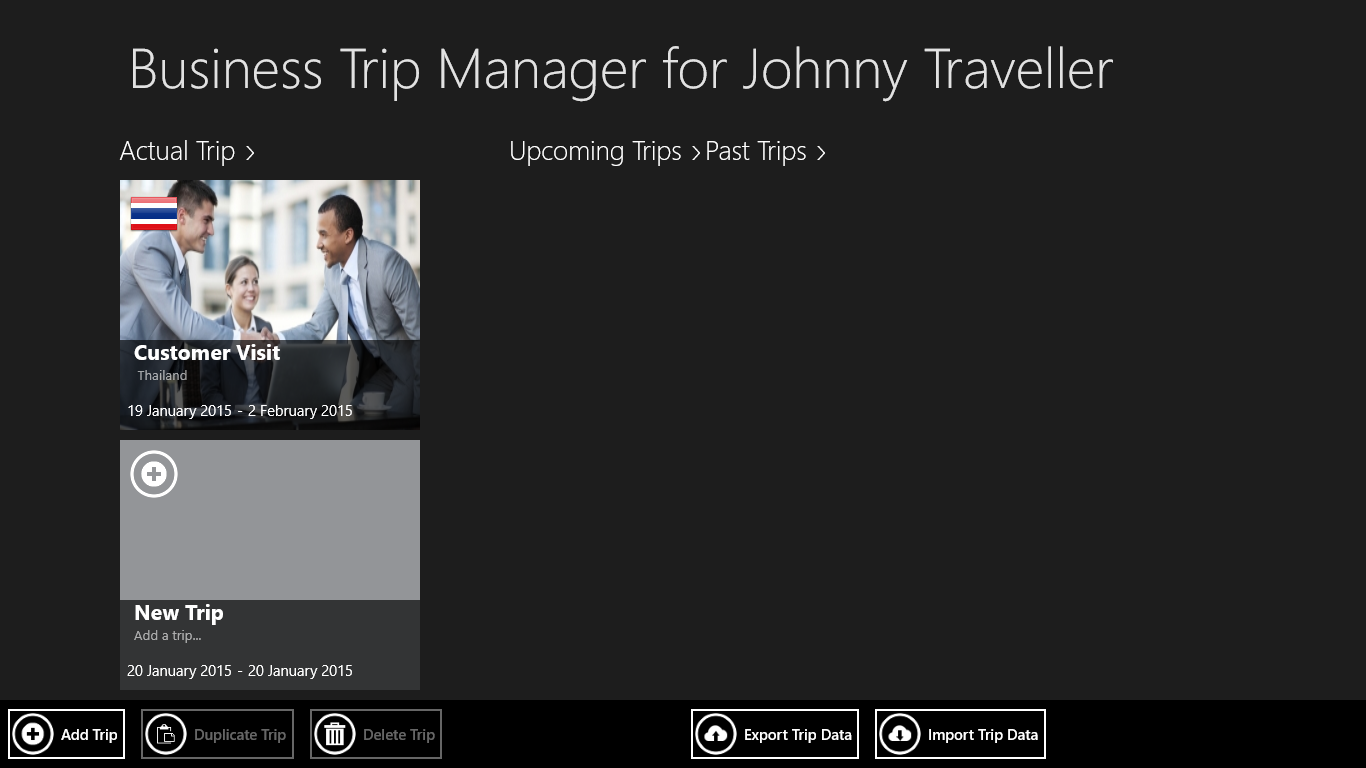 Business Trip Manager for Johnny Traveller
Actual Trip
Upcoming Trips
Past Trips
Customer Visit
Thailand
19 January 2015 - 2 February 2015
New Trip
Add a trip...
20 January 2015 - 20 January 2015
Add Trip
Duplicate Trip
Delete Trip
Export Trip Data
Import Trip Data